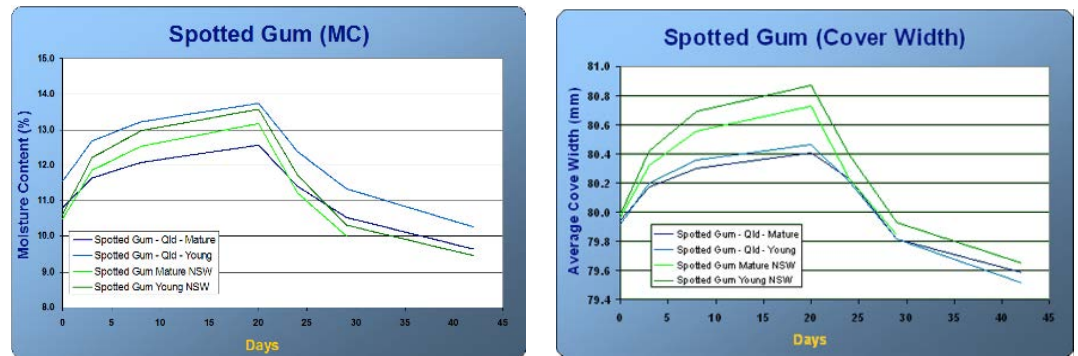 Spotted Gum (MC)
Moisture Content (%)
15.0
14.0
13.0
12.0
11.0
10.0
9.0
8.0
Spotted Gum - Qld - Mature
Spotted Gum - Qld - Young
Spotted Gum Mature NSW
Spotted Gum Young NSW
0 5 10 15 20 25 30 35 40 45
Days
Spotted Gum (Cover Width)
Average Cove Width (mm)
81.0
80.8
80.6
80.4
80.2
80.0
79.8
79.6
79.4
Spotted Gum - Qld - Mature
Spotted Gum - Qld - Young
Spotted Gum Mature NSW
Spotted Gum Young NSW
0 5 10 15 20 25 30 35 40 45
Days